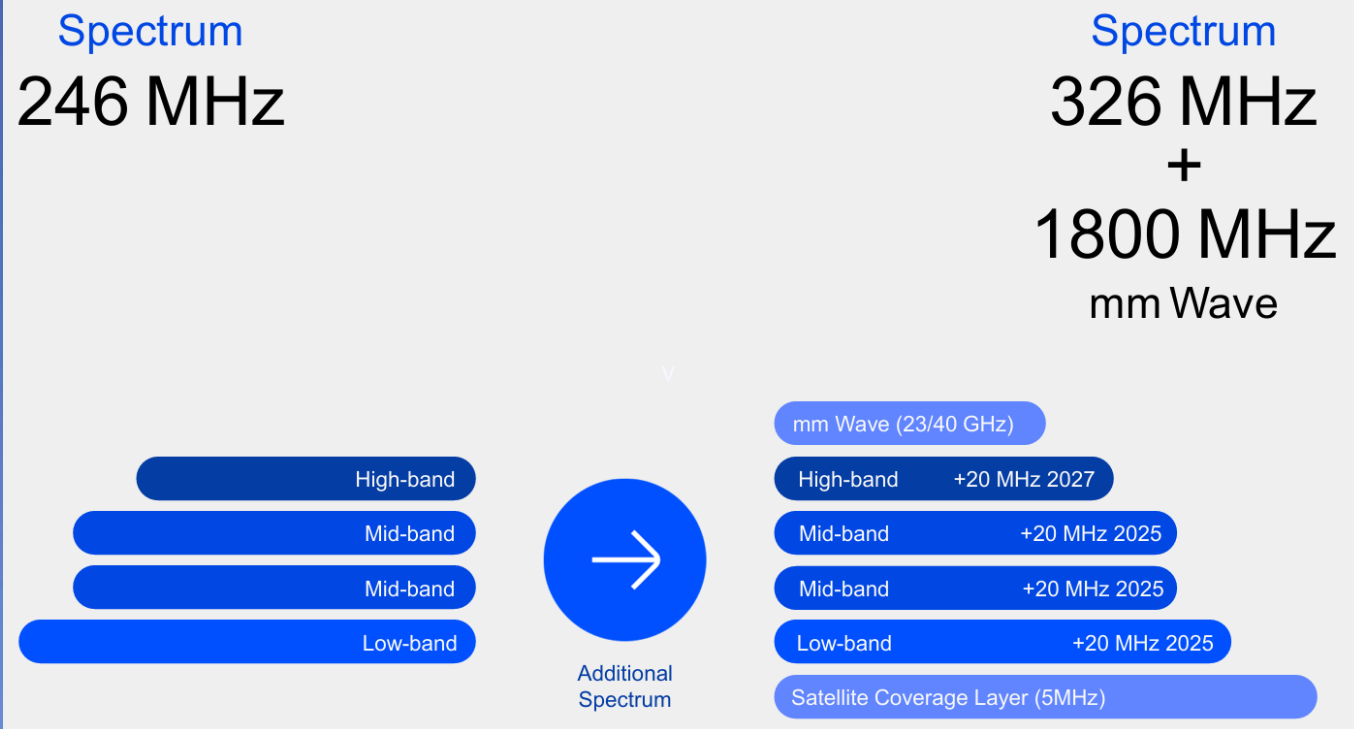 Spectrum
246 MHz
Spectrum
326 MHz
+
1800 MHz
mm Wave
v
High-band
Mid-band
Mid-band
Low-band
Additional
Spectrum
mm Wave (23/40 GHz)
High-band +20 MHz 2027
Mid-band +20 MHz 2025
Mid-band +20 MHz 2025
Low-band +20 MHz 2025
Satellite Coverage Layer (5MHz)